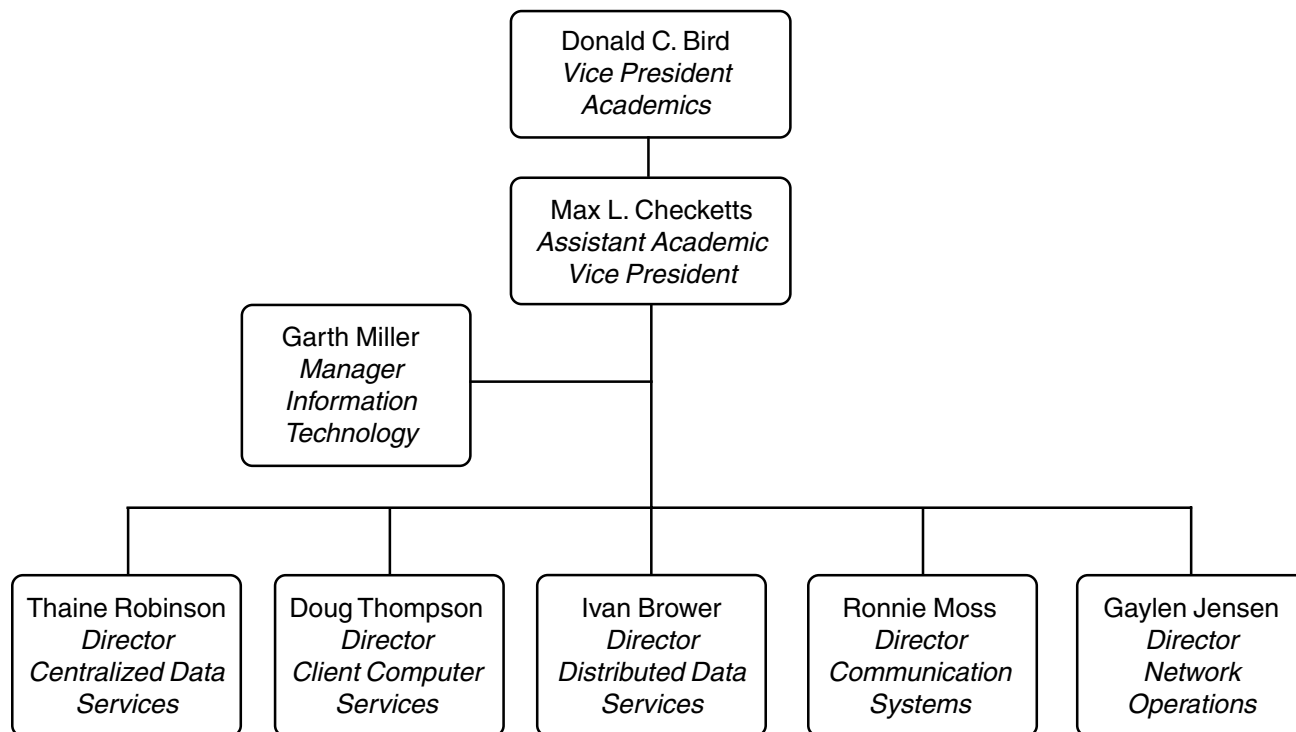 Donald C. Bird
Vice President
Academics
Max L. Checketts
Assistant Academic
Vice President
Garth Miller
Manager
Information
Technology
Thaine Robinson
Director
Centralized Data
Services
Doug Thompson
Director
Client Computer
Services
Ivan Brower
Director
Distributed Data
Services
Ronnie Moss
Director
Communication
Systems
Gaylen Jensen
Director
Network
Operations